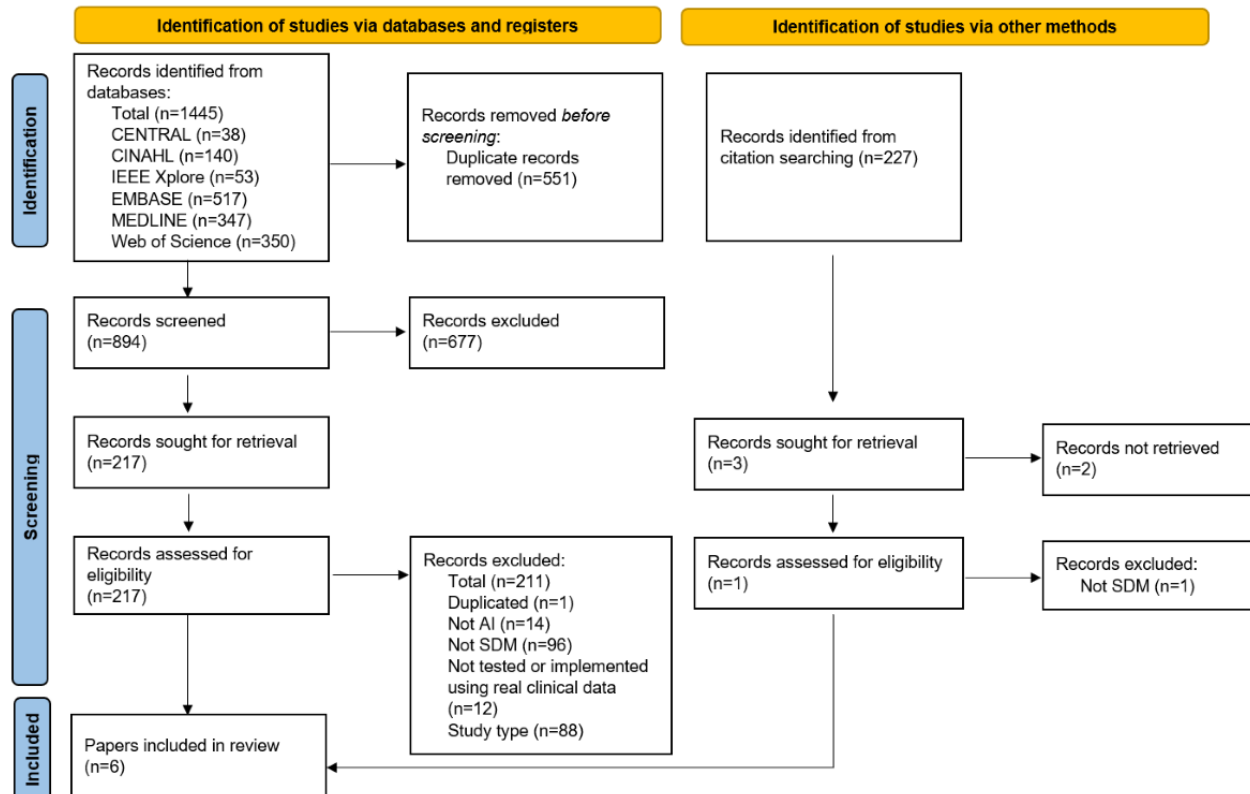 Identification of studies via databases and registers
Identification of studies via other methods
Identification
Records identified from
databases:
Total (n=1445)
CENTRAL (n=38)
CINAHL (n=140)
IEEE Xplore (n=53)
EMBASE (n=517)
MEDLINE (n=347)
Web of Science (n=350)
Records removed before
screening:
Duplicate records
removed (n=551)
Records identified from
citation searching (n=227)
Screening
Records screened
(n=894)
Records excluded
(n=677)
Records sought for retrieval
(n=217)
Records sought for retrieval
(n=3)
Records not retrieved
(n=2)
Records assessed for
eligibility
(n=217)
Records excluded:
Total (n=211)
Duplicated (n=1)
Not AI (n=14)
Not SDM (n=96)
Not tested or implemented
using real clinical data
(n=12)
Study type (n=88)
Records assessed for eligibility
(n=1)
Records excluded:
Not SDM (n=1)
Included
Papers included in review
(n=6)